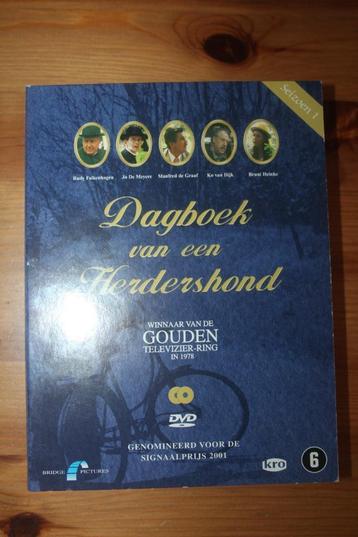 Seizoen 1
Rudy Falkenhagen Jo De Meyere Manfred de Graaf Ko van Dijk Bruni Heinke
Dagboek
van een
Herdershond
WINNAAR VAN DE
GOUDEN
TELEVIZIER-RING
IN 1978
DVD
GENOMINEERD VOOR DE
SIGNAALPRIJS 2001
BRIDGE PICTURES
kro
6